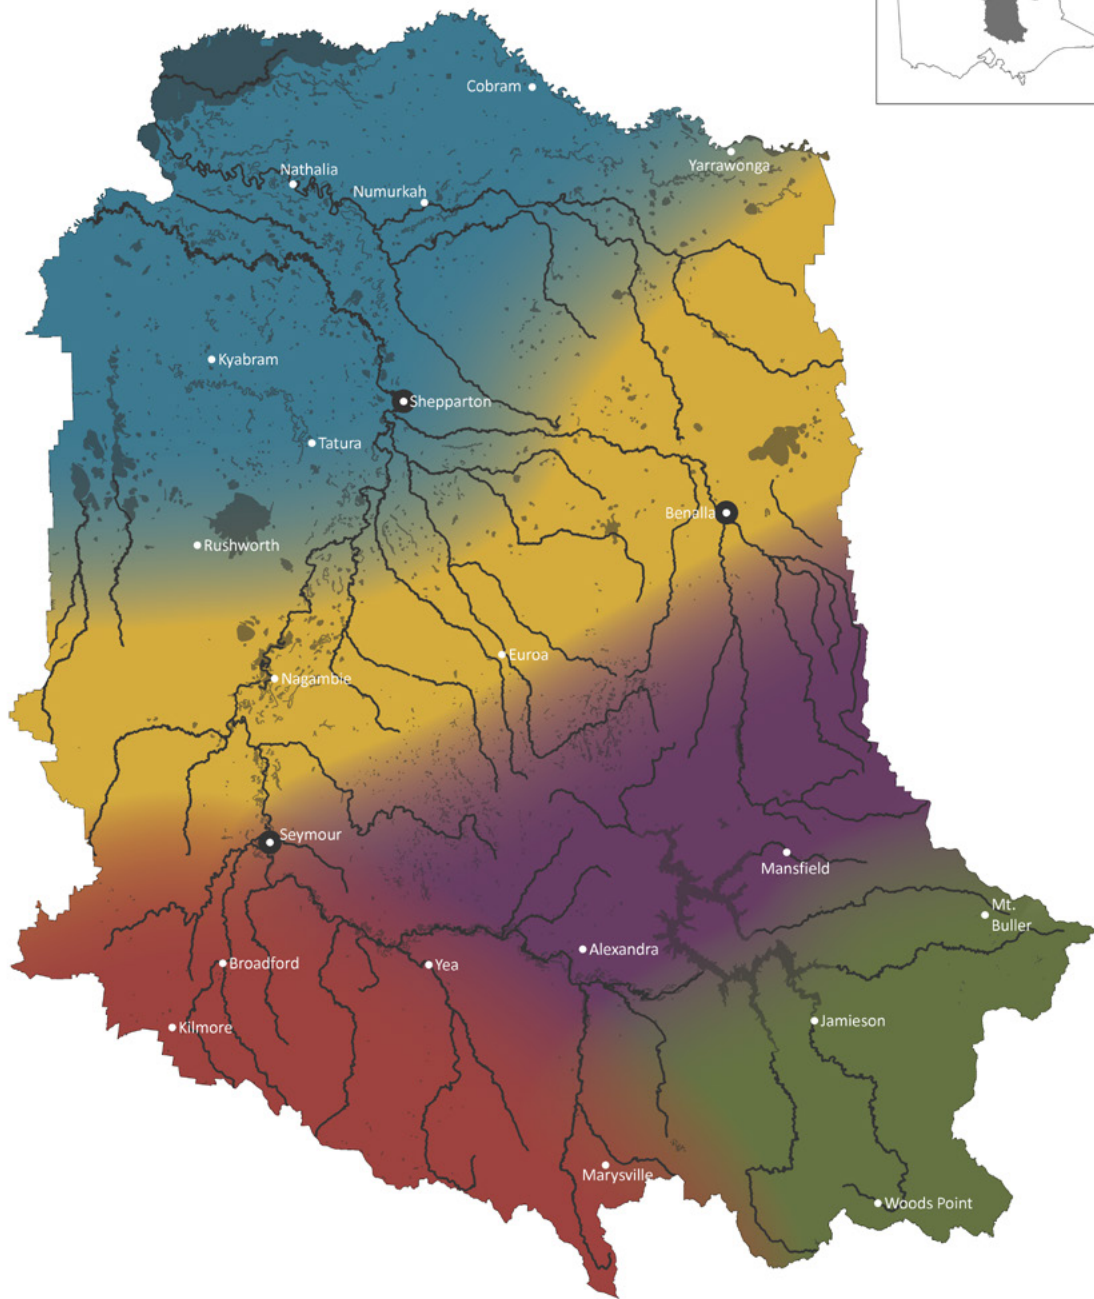 Cobram
Yarrawonga
Nathalia
Numurkah
Kyabram
Shepparton
Tatura
Benalla
Rushworth
Euroa
Nagambie
Seymour
Mansfield
Mt.
Buller
Alexandra
Broadford
Yea
Jamieson
Kilmore
Marysville
Woods Point